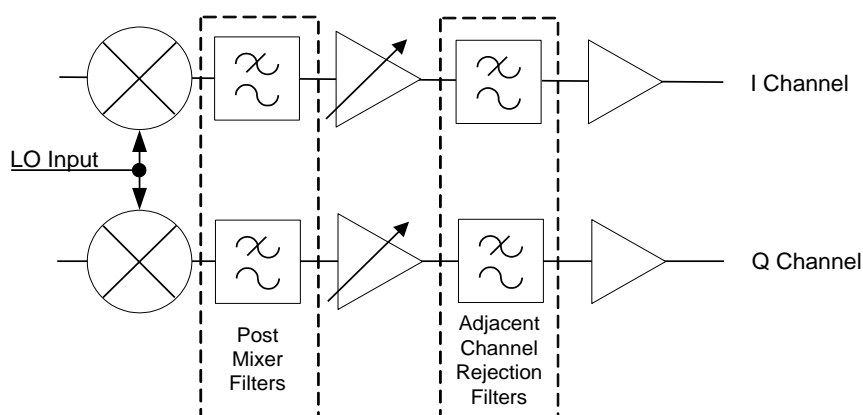 I Channel
LO Input
Q Channel
Post
Mixer
Filters
Adjacent
Channel
Rejection
Filters